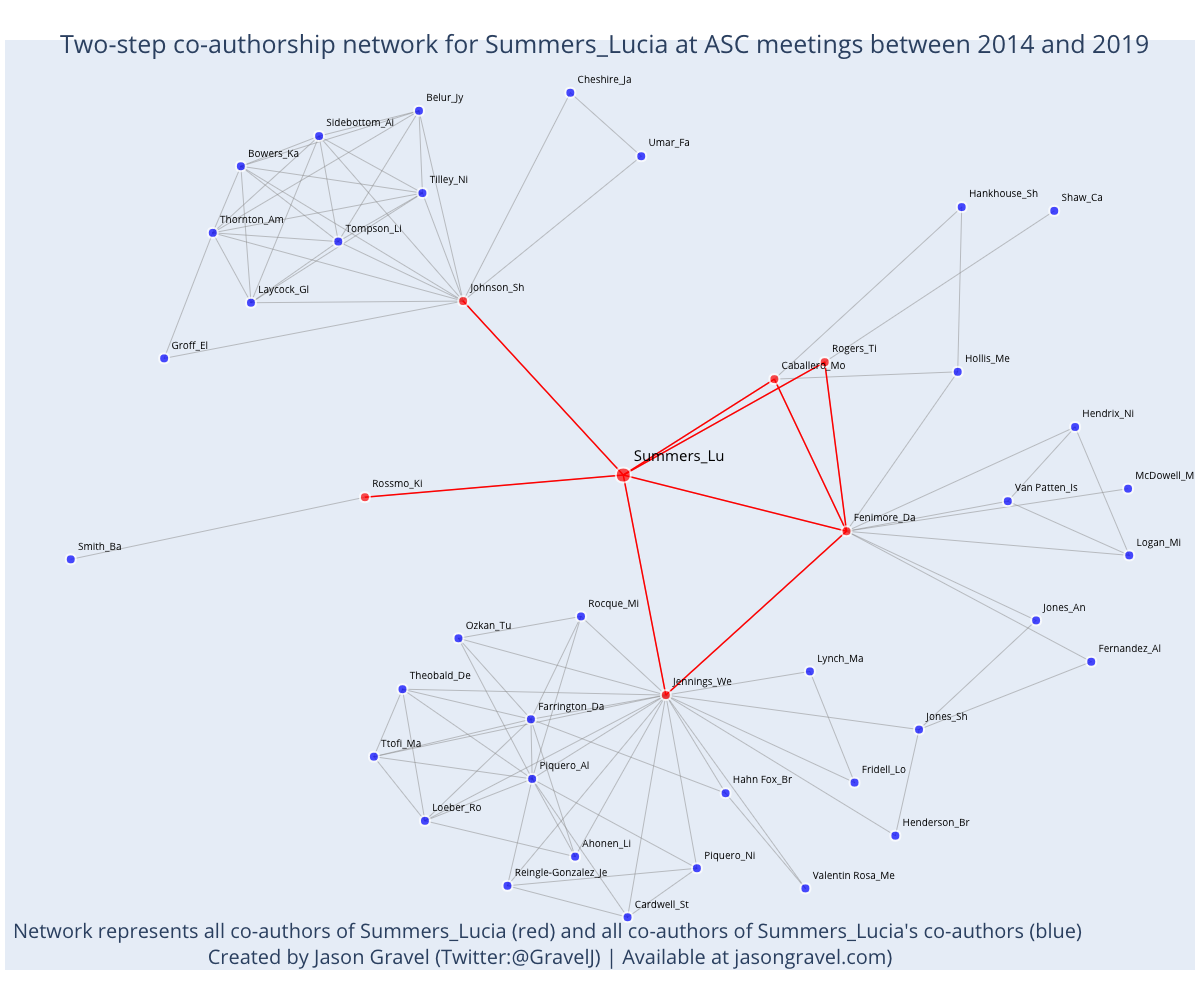 Two-step co-authorship network for Summers_Lucia at ASC meetings between 2014 and 2019
Cheshire_Ja
Belur_Jy
Sidebottom_Al
Umar_Fa
Bowers_Ka
Tilley_Ni
Hankhouse_Sh
Shaw_Ca
Thornton_Am
Tompson_Li
Laycock_Gl
Johnson_Sh
Groff_El
Rogers_Ti
Caballero_Mo
Hollis_Me
Hendrix_Ni
Summers_Lu
Rossmo_Ki
McDowell_M
Van Patten_Is
Fenimore_Da
Smith_Ba
Logan_Mi
Rocque_Mi
Jones_An
Ozkan_Tu
Fernandez_Al
Lynch_Ma
Theobald_De
Jennings_We
Farrington_Da
Jones_Sh
Ttofi_Ma
Piquero_Al
Hahn Fox_Br
Fridell_Lo
Loeber_Ro
Henderson_Br
Ahonen_Li
Piquero_Ni
Reingle-Gonzalez_Je
Valentin Rosa_Me
Cardwell_St
Network represents all co-authors of Summers_Lucia (red) and all co-authors of Summers_Lucia's co-authors (blue)
Created by Jason Gravel (Twitter:@GravelJ) | Available at jasongravel.com)